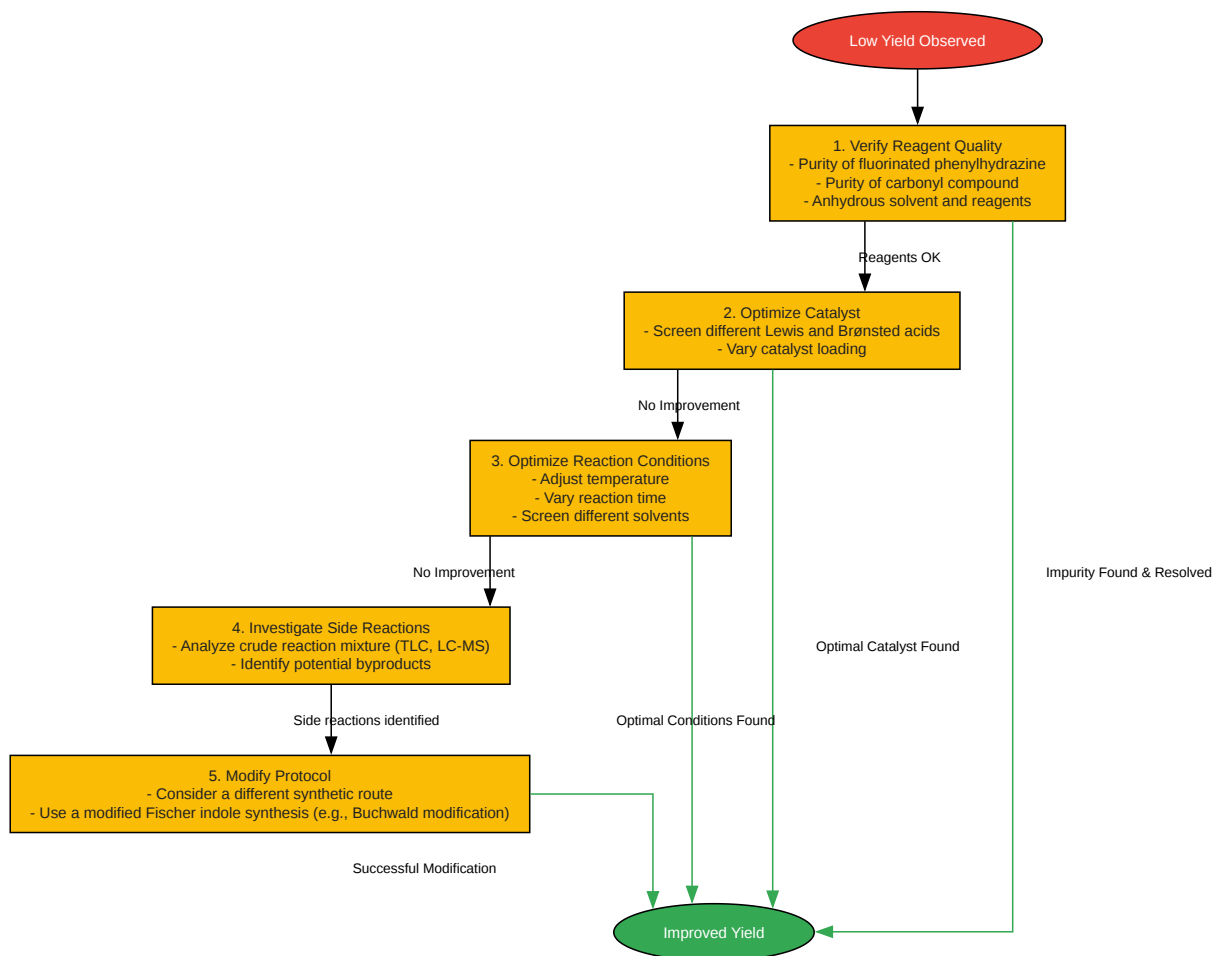 Low Yield Observed
1. Verify Reagent Quality
- Purity of fluorinated phenylhydrazine
- Purity of carbonyl compound
- Anhydrous solvent and reagents
Reagents OK
2. Optimize Catalyst
- Screen different Lewis and Brønsted acids
- Vary catalyst loading
No Improvement
3. Optimize Reaction Conditions
- Adjust temperature
- Vary reaction time
- Screen different solvents
No Improvement
Impurity Found & Resolved
4. Investigate Side Reactions
- Analyze crude reaction mixture (TLC, LC-MS)
- Identify potential byproducts
Optimal Catalyst Found
Side reactions identified
Optimal Conditions Found
5. Modify Protocol
- Consider a different synthetic route
- Use a modified Fischer indole synthesis (e.g., Buchwald modification)
Successful Modification
Improved Yield